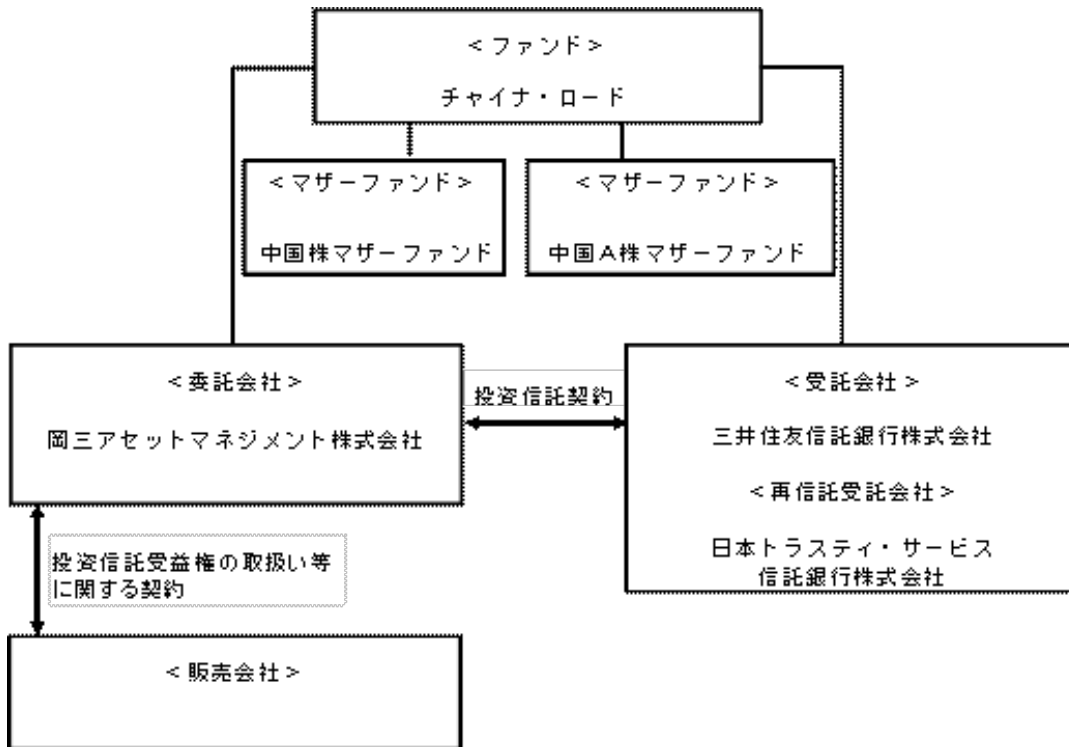 ＜ファンド＞
チャイナ・ロード
＜マザーファンド＞
中国株マザーファンド
＜マザーファンド＞
中国Ａ株マザーファンド
＜委託会社＞
岡三アセットマネジメント株式会社
投資信託契約
＜受託会社＞
三井住友信託銀行株式会社
＜再信託受託会社＞
日本トラスティ・サービス
信託銀行株式会社
投資信託受益権の取扱い等
に関する契約
＜販売会社＞